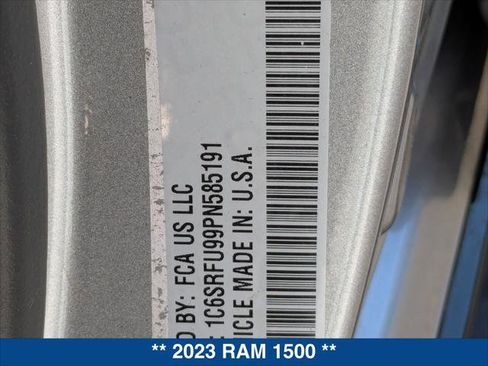 D BY: FCA US LLC
: 1C6SRFU99PN585191
ICLE MADE IN: U.S.A.
** 2023 RAM 1500 **